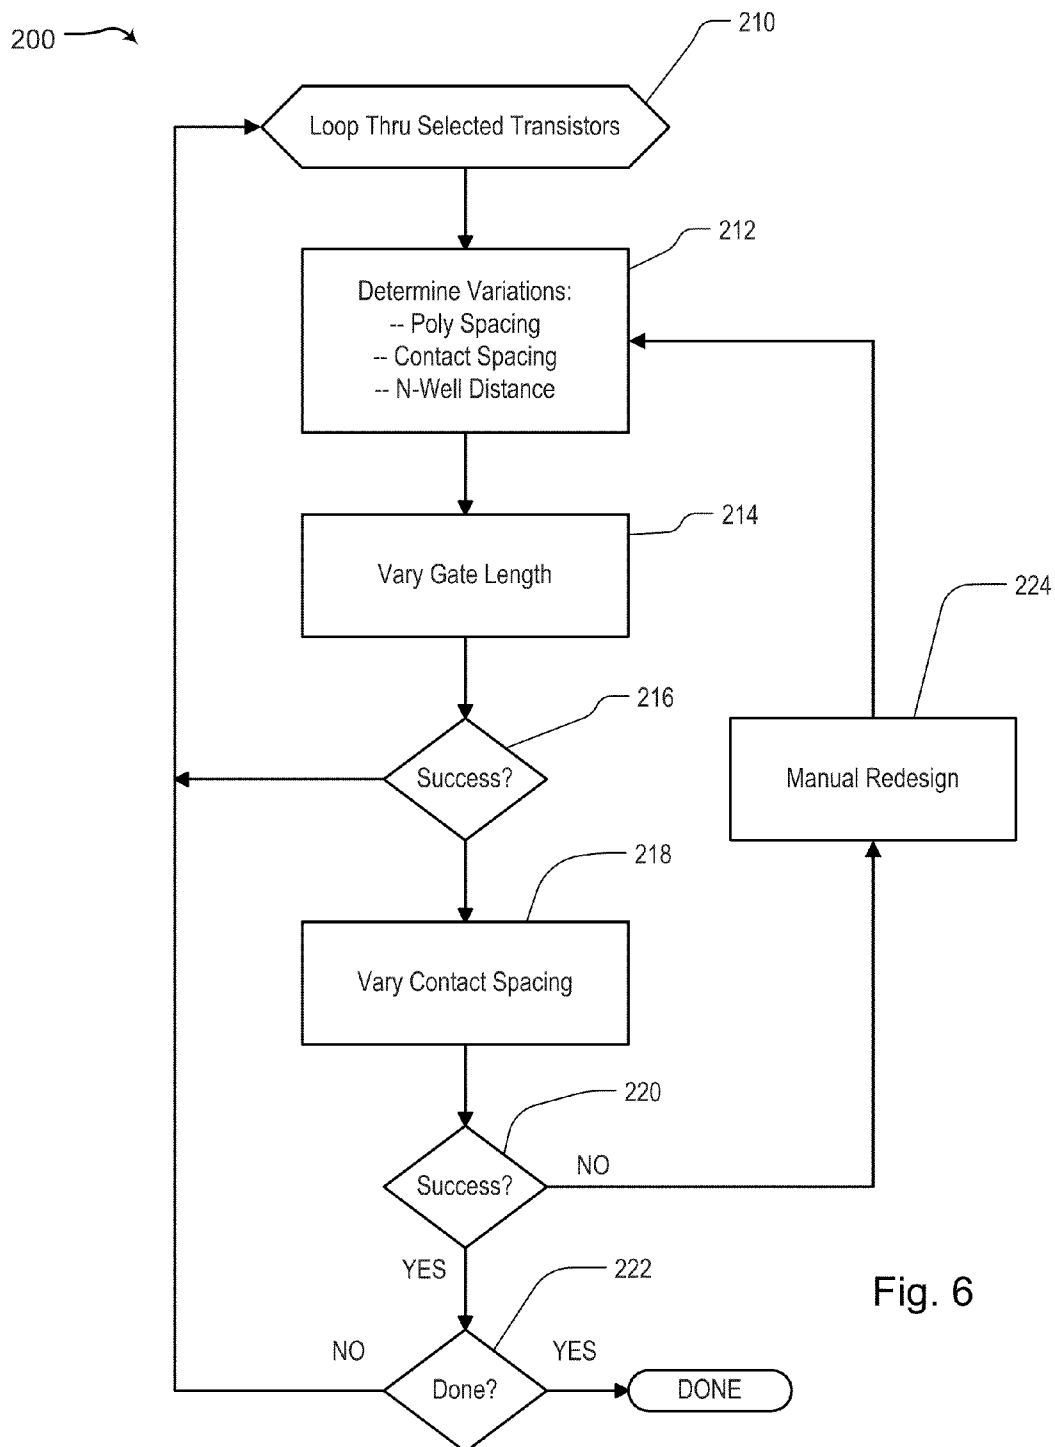 200
210
Loop Thru Selected Transistors
212
Determine Variations:
-- Poly Spacing
-- Contact Spacing
-- N-Well Distance
214
Vary Gate Length
224
216
Success?
Manual Redesign
218
Vary Contact Spacing
220
Success?
NO
YES
222
Fig. 6
NO
YES
Done?
DONE